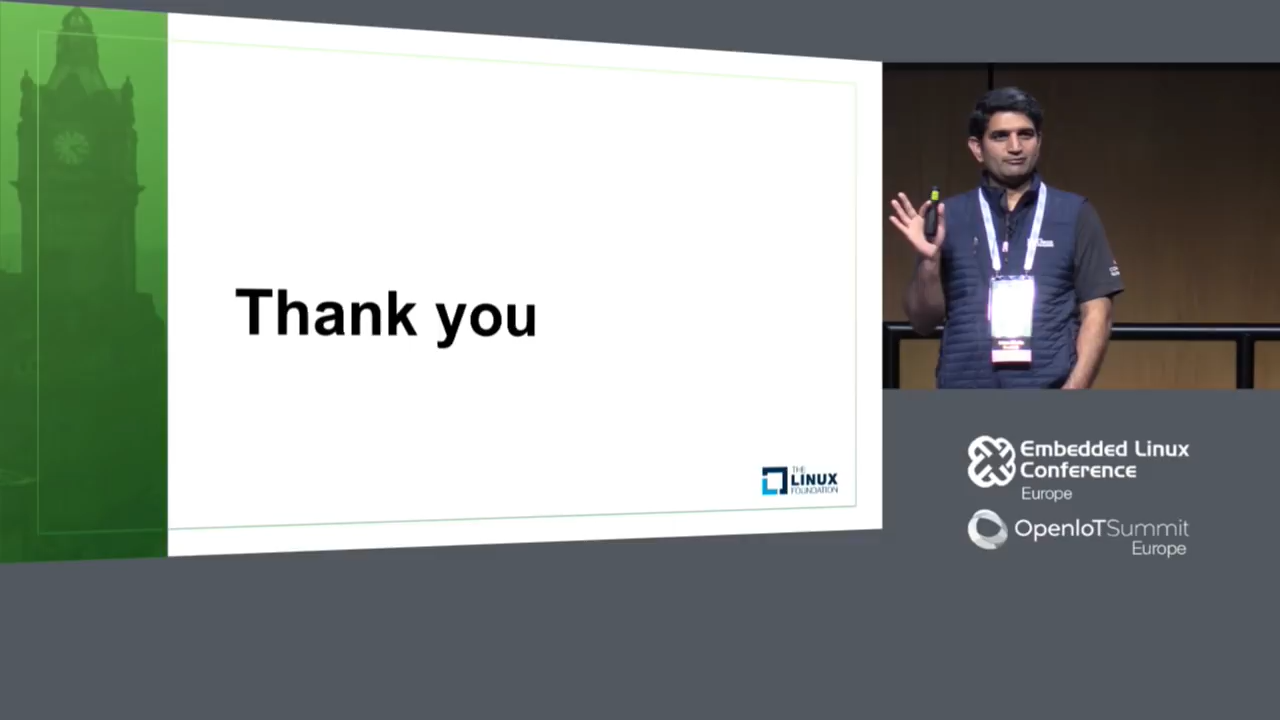 Thank you
THE
LINUX
FOUNDATION
Embedded Linux
Conference
Europe
OpenIoTSummit
Europe